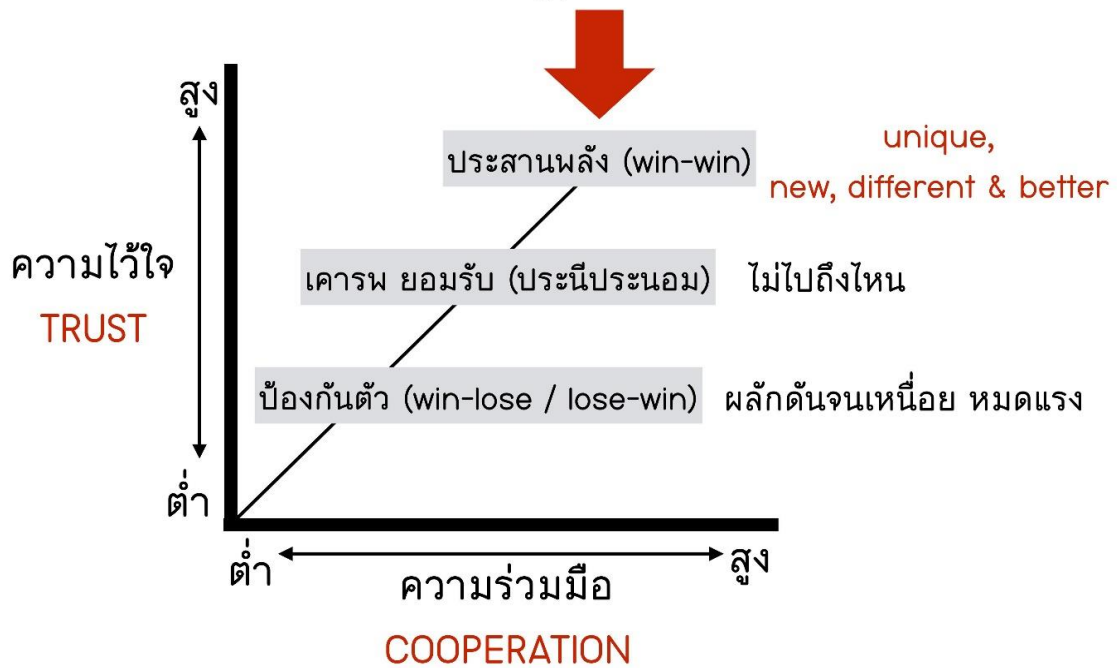 สูง
ประสานพลัง (win-win)
unique,
new, different & better
ความไว้ใจ
TRUST
เคารพ ยอมรับ (ประนีประนอม)
ไม่ไปถึงไหน
ป้องกันตัว (win-lose / lose-win)
ผลักดันจนเหนื่อย หมดแรง
ต่ำ
ต่ำ
สูง
ความร่วมมือ
COOPERATION